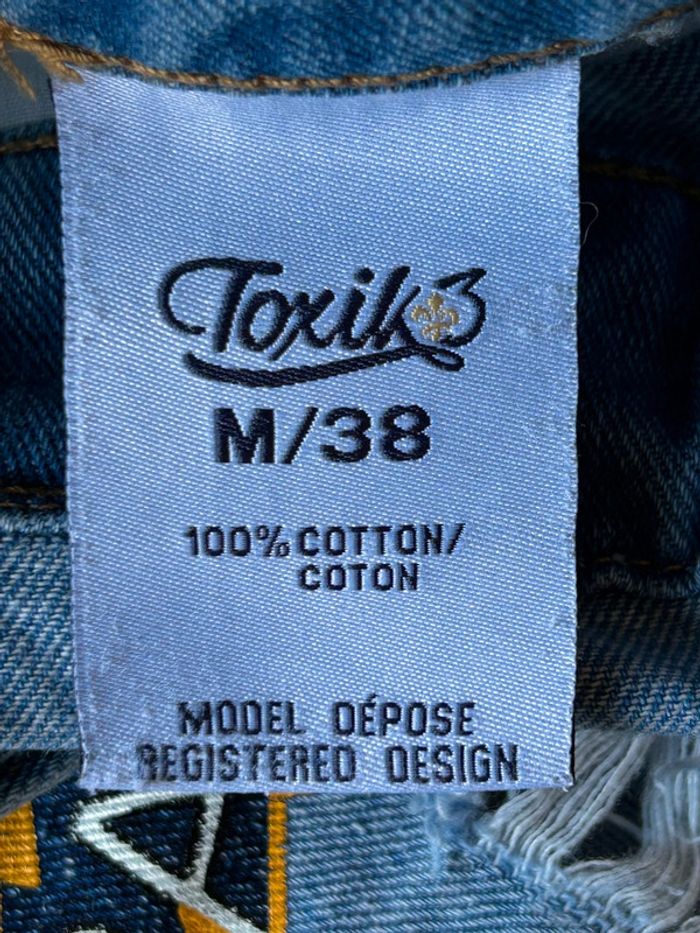 Toxik3
M/38
100% COTTON/
COTON
MODEL DÉPOSE
REGISTERED DESIGN